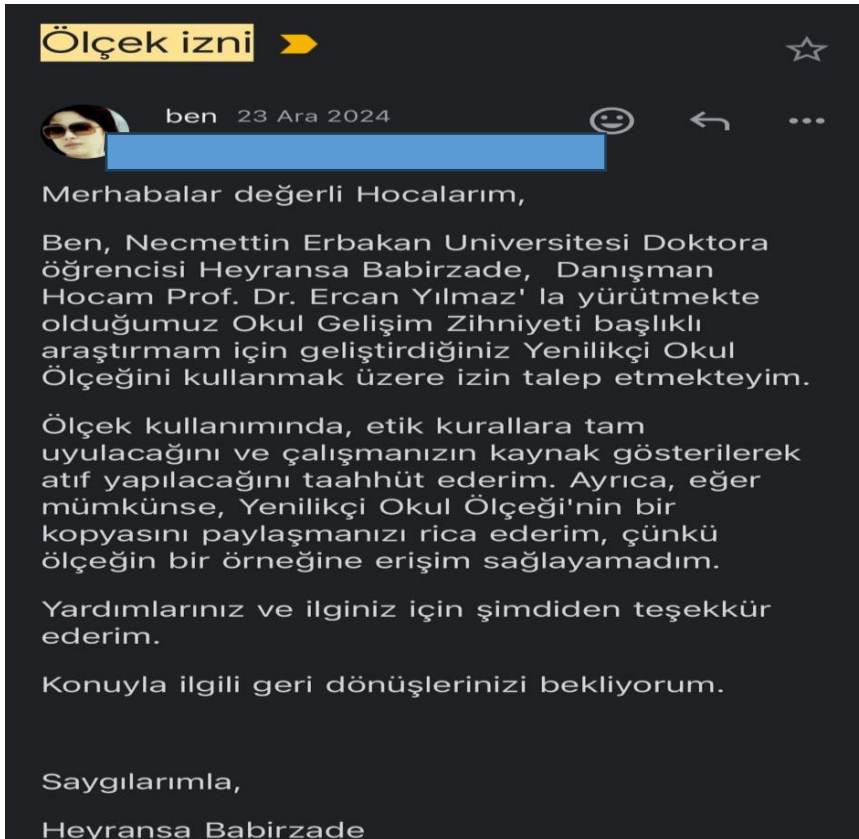 Ölçek izni
ben 23 Ara 2024
Merhabalar değerli Hocalarım,
Ben, Necmettin Erbakan Universitesi Doktora
öğrencisi Heyransa Babirzade, Danışman
Hocam Prof. Dr. Ercan Yılmaz' la yürütmekte
olduğumuz Okul Gelişim Zihniyeti başlıklı
araştırmam için geliştirdiğiniz Yenilikçi Okul
Ölçeğini kullanmak üzere izin talep etmekteyim.
Ölçek kullanımında, etik kurallara tam
uyulacağını ve çalışmanızın kaynak gösterilerek
atıf yapılacağını taahhüt ederim. Ayrıca, eğer
mümkünse, Yenilikçi Okul Ölçeği'nin bir
kopyasını paylaşmanızı rica ederim, çünkü
ölçeğin bir örneğine erişim sağlayamadım.
Yardımlarınız ve ilginiz için şimdiden teşekkür
ederim.
Konuyla ilgili geri dönüşlerinizi bekliyorum.
Saygılarımla,
Heyransa Babirzade